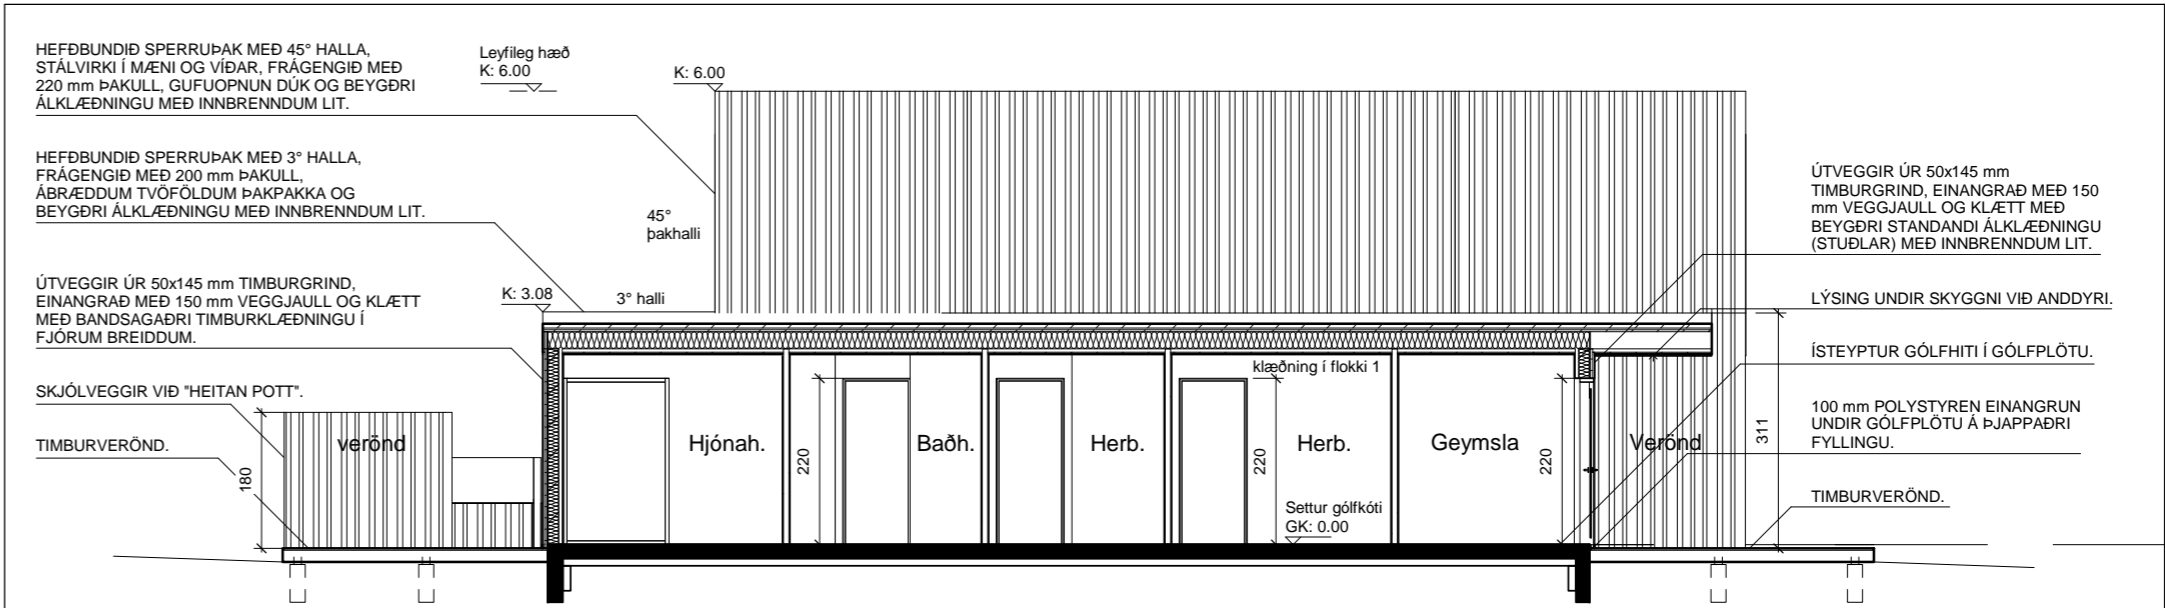 HEFÐBUNDIÐ SPERRUÞAK MEÐ 45° HALLA,
STÁLVIRKI Í MÆNI OG VÍÐAR, FRÁGENGIÐ MEÐ
220 mm ÞAKULL, GUFUOPNUN DÚK OG BEYGÐRI
ÁLKLÆÐNINGU MEÐ INNBRENNDUM LIT.
Leyfileg hæð
K: 6.00
K: 6.00
HEFÐBUNDIÐ SPERRUÞAK MEÐ 3° HALLA,
FRÁGENGIÐ MEÐ 200 mm ÞAKULL,
ÁBRÆDDUM TVÖFÖLDUM ÞAKPAKKA OG
BEYGÐRI ÁLKLÆÐNINGU MEÐ INNBRENNDUM LIT.
45°
þakhalli
ÚTVEGGIR ÚR 50x145 mm TIMBURGRIND,
EINANGRAÐ MEÐ 150 mm VEGGJAULL OG KLÆTT
MEÐ BANDSAGAÐRI TIMBURKLÆÐNINGU Í
FJÓRUM BREIDDUM.
K: 3.08
3° halli
SKJÓLVEGGIR VIÐ "HEITAN POTT".
TIMBURVERÖND.
180
verönd
Hjónah.
220
Baðh.
Herb.
klæðning í flokki 1
220
Herb.
Settur gólfkóti
GK: 0.00
Geymsla
220
Verönd
311
ÚTVEGGIR ÚR 50x145 mm
TIMBURGRIND, EINANGRAÐ MEÐ 150
mm VEGGJAULL OG KLÆTT MEÐ
BEYGÐRI STANDANDI ÁLKLÆÐNINGU
(STUÐLAR) MEÐ INNBRENNDUM LIT.
LÝSING UNDIR SKYGGNI VIÐ ANDDYRI.
ÍSTEYPTUR GÓLFHITI Í GÓLFPLÖTU.
100 mm POLYSTYREN EINANGRUN
UNDIR GÓLFPLÖTU Á ÞJAPPAÐRI
FYLLINGU.
TIMBURVERÖND.